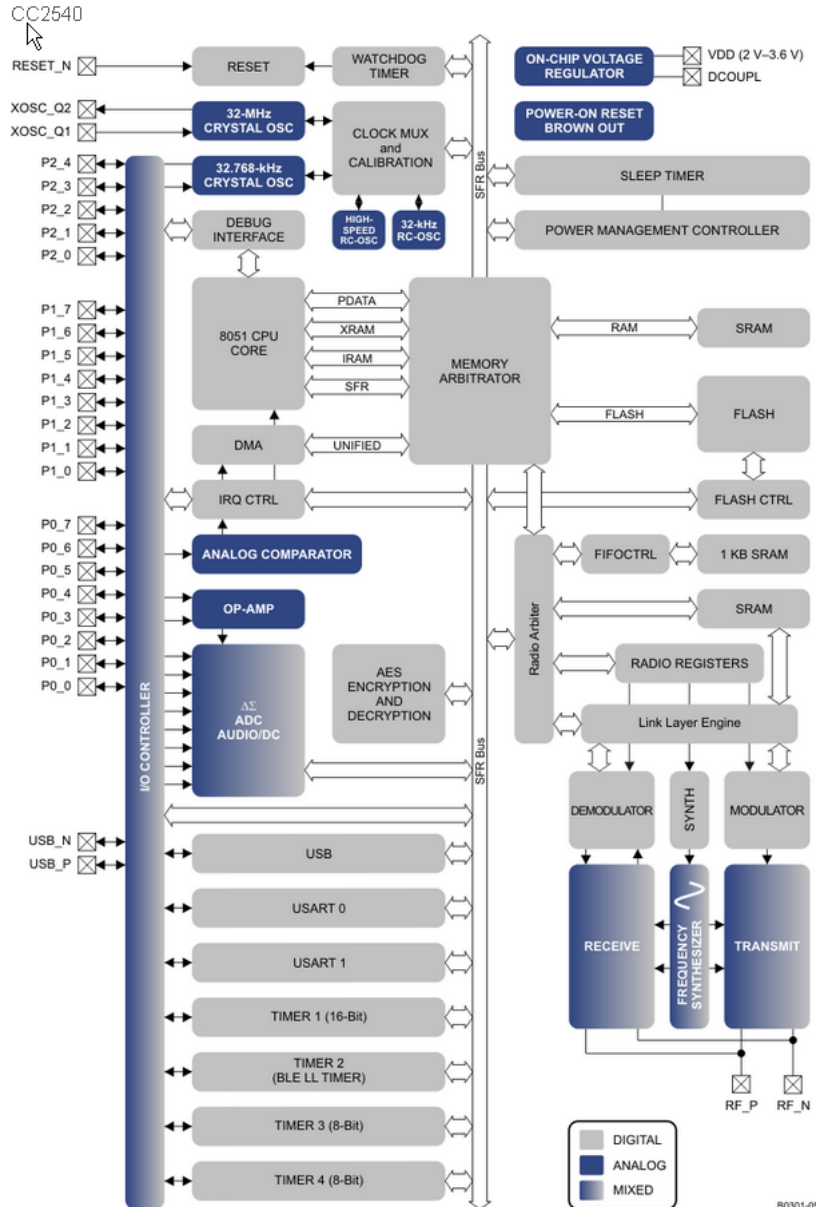 CC2540
RESET_N
RESET
WATCHDOG
TIMER
ON-CHIP VOLTAGE
REGULATOR
VDD (2 V–3.6 V)
DCOUPL
XOSC_Q2
XOSC_Q1
32-MHz
CRYSTAL OSC
CLOCK MUX
and
CALIBRATION
POWER-ON RESET
BROWN OUT
SFR Bus
P2_4
P2_3
P2_2
P2_1
P2_0
32.768-kHz
CRYSTAL OSC
SLEEP TIMER
DEBUG
INTERFACE
HIGH-
SPEED
RC-OSC
32-kHz
RC-OSC
POWER MANAGEMENT CONTROLLER
P1_7
P1_6
P1_5
P1_4
P1_3
P1_2
P1_1
P1_0
8051 CPU
CORE
PDATA
XRAM
IRAM
SFR
MEMORY
ARBITRATOR
RAM
SRAM
FLASH
FLASH
DMA
UNIFIED
IRQ CTRL
FLASH CTRL
P0_7
P0_6
P0_5
P0_4
P0_3
P0_2
P0_1
P0_0
ANALOG COMPARATOR
OP-AMP
ΔΣ
ADC
AUDIO/DC
AES
ENCRYPTION
AND
DECRYPTION
Radio Arbiter
FIFOCTRL
1 KB SRAM
SRAM
RADIO REGISTERS
Link Layer Engine
I/O CONTROLLER
SFR Bus
DEMODULATOR
SYNTH
MODULATOR
USB_N
USB_P
USB
USART 0
USART 1
TIMER 1 (16-Bit)
TIMER 2
(BLE LL TIMER)
TIMER 3 (8-Bit)
TIMER 4 (8-Bit)
RECEIVE
FREQUENCY
SYNTHESIZER
TRANSMIT
RF_P
RF_N
DIGITAL
ANALOG
MIXED
B0301-05